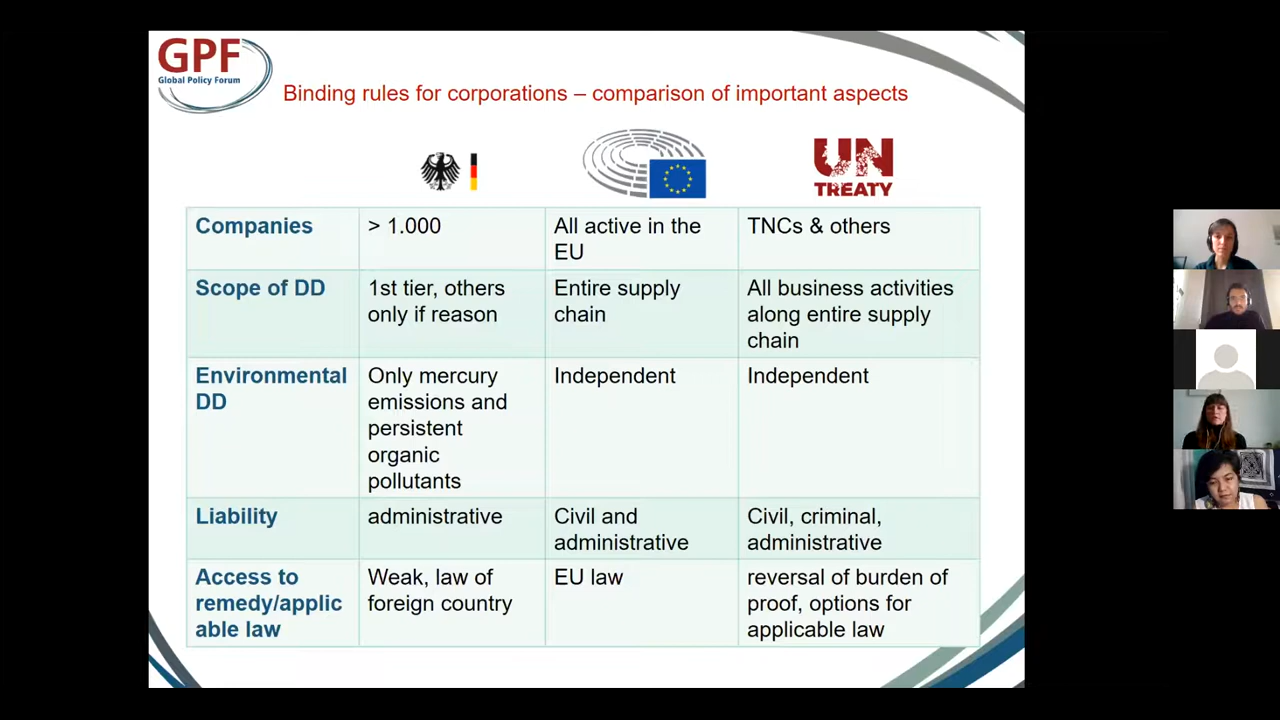 GPF
Global Policy Forum
Binding rules for corporations – comparison of important aspects
UN
TREATY
Companies
> 1.000
All active in the
EU
TNCs & others
Scope of DD
1st tier, others
only if reason
Entire supply
chain
All business activities
along entire supply
chain
Environmental
DD
Only mercury
emissions and
persistent
organic
pollutants
Independent
Independent
Liability
administrative
Civil and
administrative
Civil, criminal,
administrative
Access to
remedy/applic
able law
Weak, law of
foreign country
EU law
reversal of burden of
proof, options for
applicable law